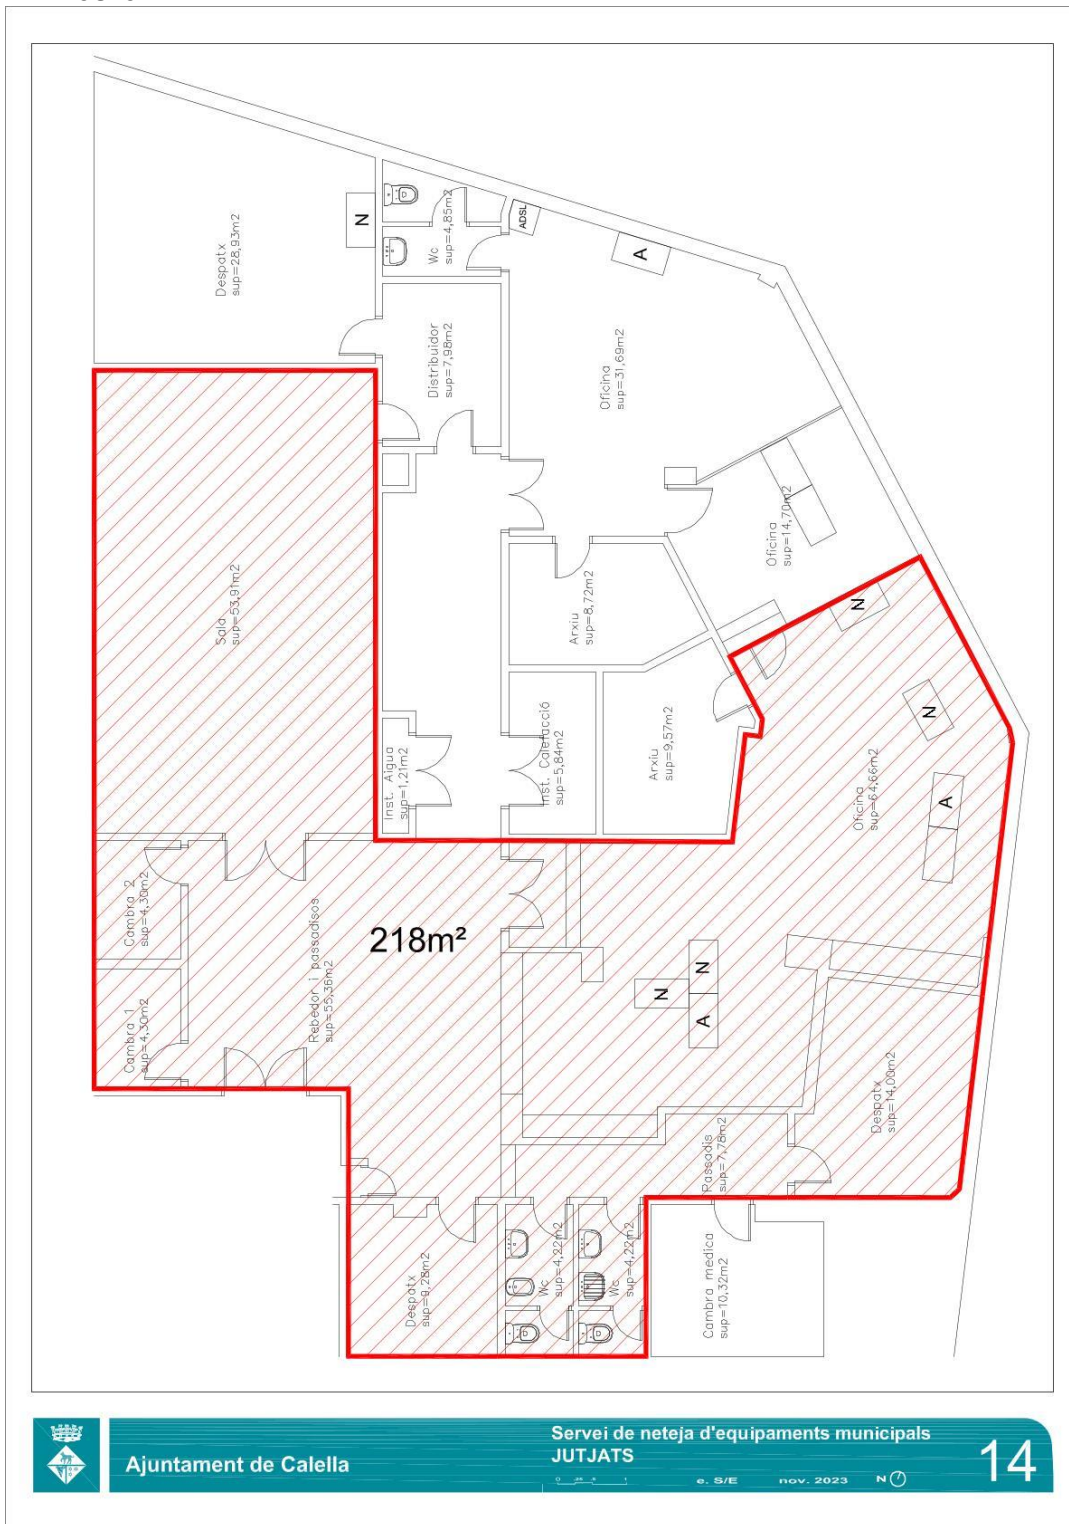 Despatx
sup=28,93m2
N
Wc
sup=4,85m2
ADSL
A
Distribuidor
sup=7,98m2
Oficina
sup=31,69m2
Oficina
sup=14,70m2
Sala
sup=53,91m2
Arxiu
sup=8,72m2
N
N
Inst. Aigua
sup=1,21m2
Inst. Calefacció
sup=5,84m2
Arxiu
sup=9,57m2
Oficina
sup=64,66m2
A
Cambra 2
sup=4,30m2
Cambra 1
sup=4,30m2
Rebedor i passadisos
sup=55,36m2
218m²
N
N
A
Despatx
sup=14,00m2
Passadis
sup=7,78m2
Despatx
sup=9,28m2
Wc
sup=4,22m2
Wc
sup=4,22m2
Cambra medica
sup=10,32m2
Ajuntament de Calella
Servei de neteja d'equipaments municipals
JUTJATS
e. S/E
nov. 2023
N
14